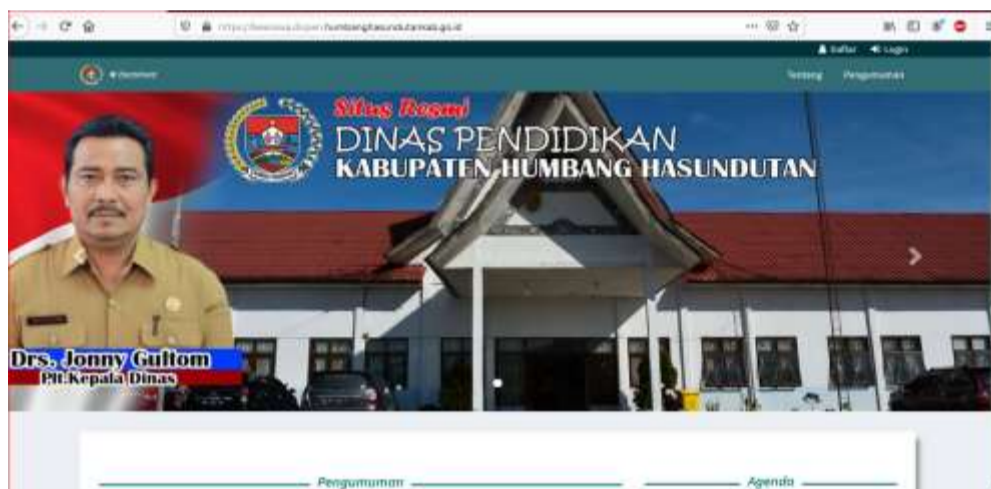 Daftar Login
Tentang Pengumuman
Situs Resmi
DINAS PENDIDIKAN
KABUPATEN HUMBANG HASUNDUTAN
Drs. Jonny Gultom
Plt.Kepala Dinas
Pengumuman Agenda